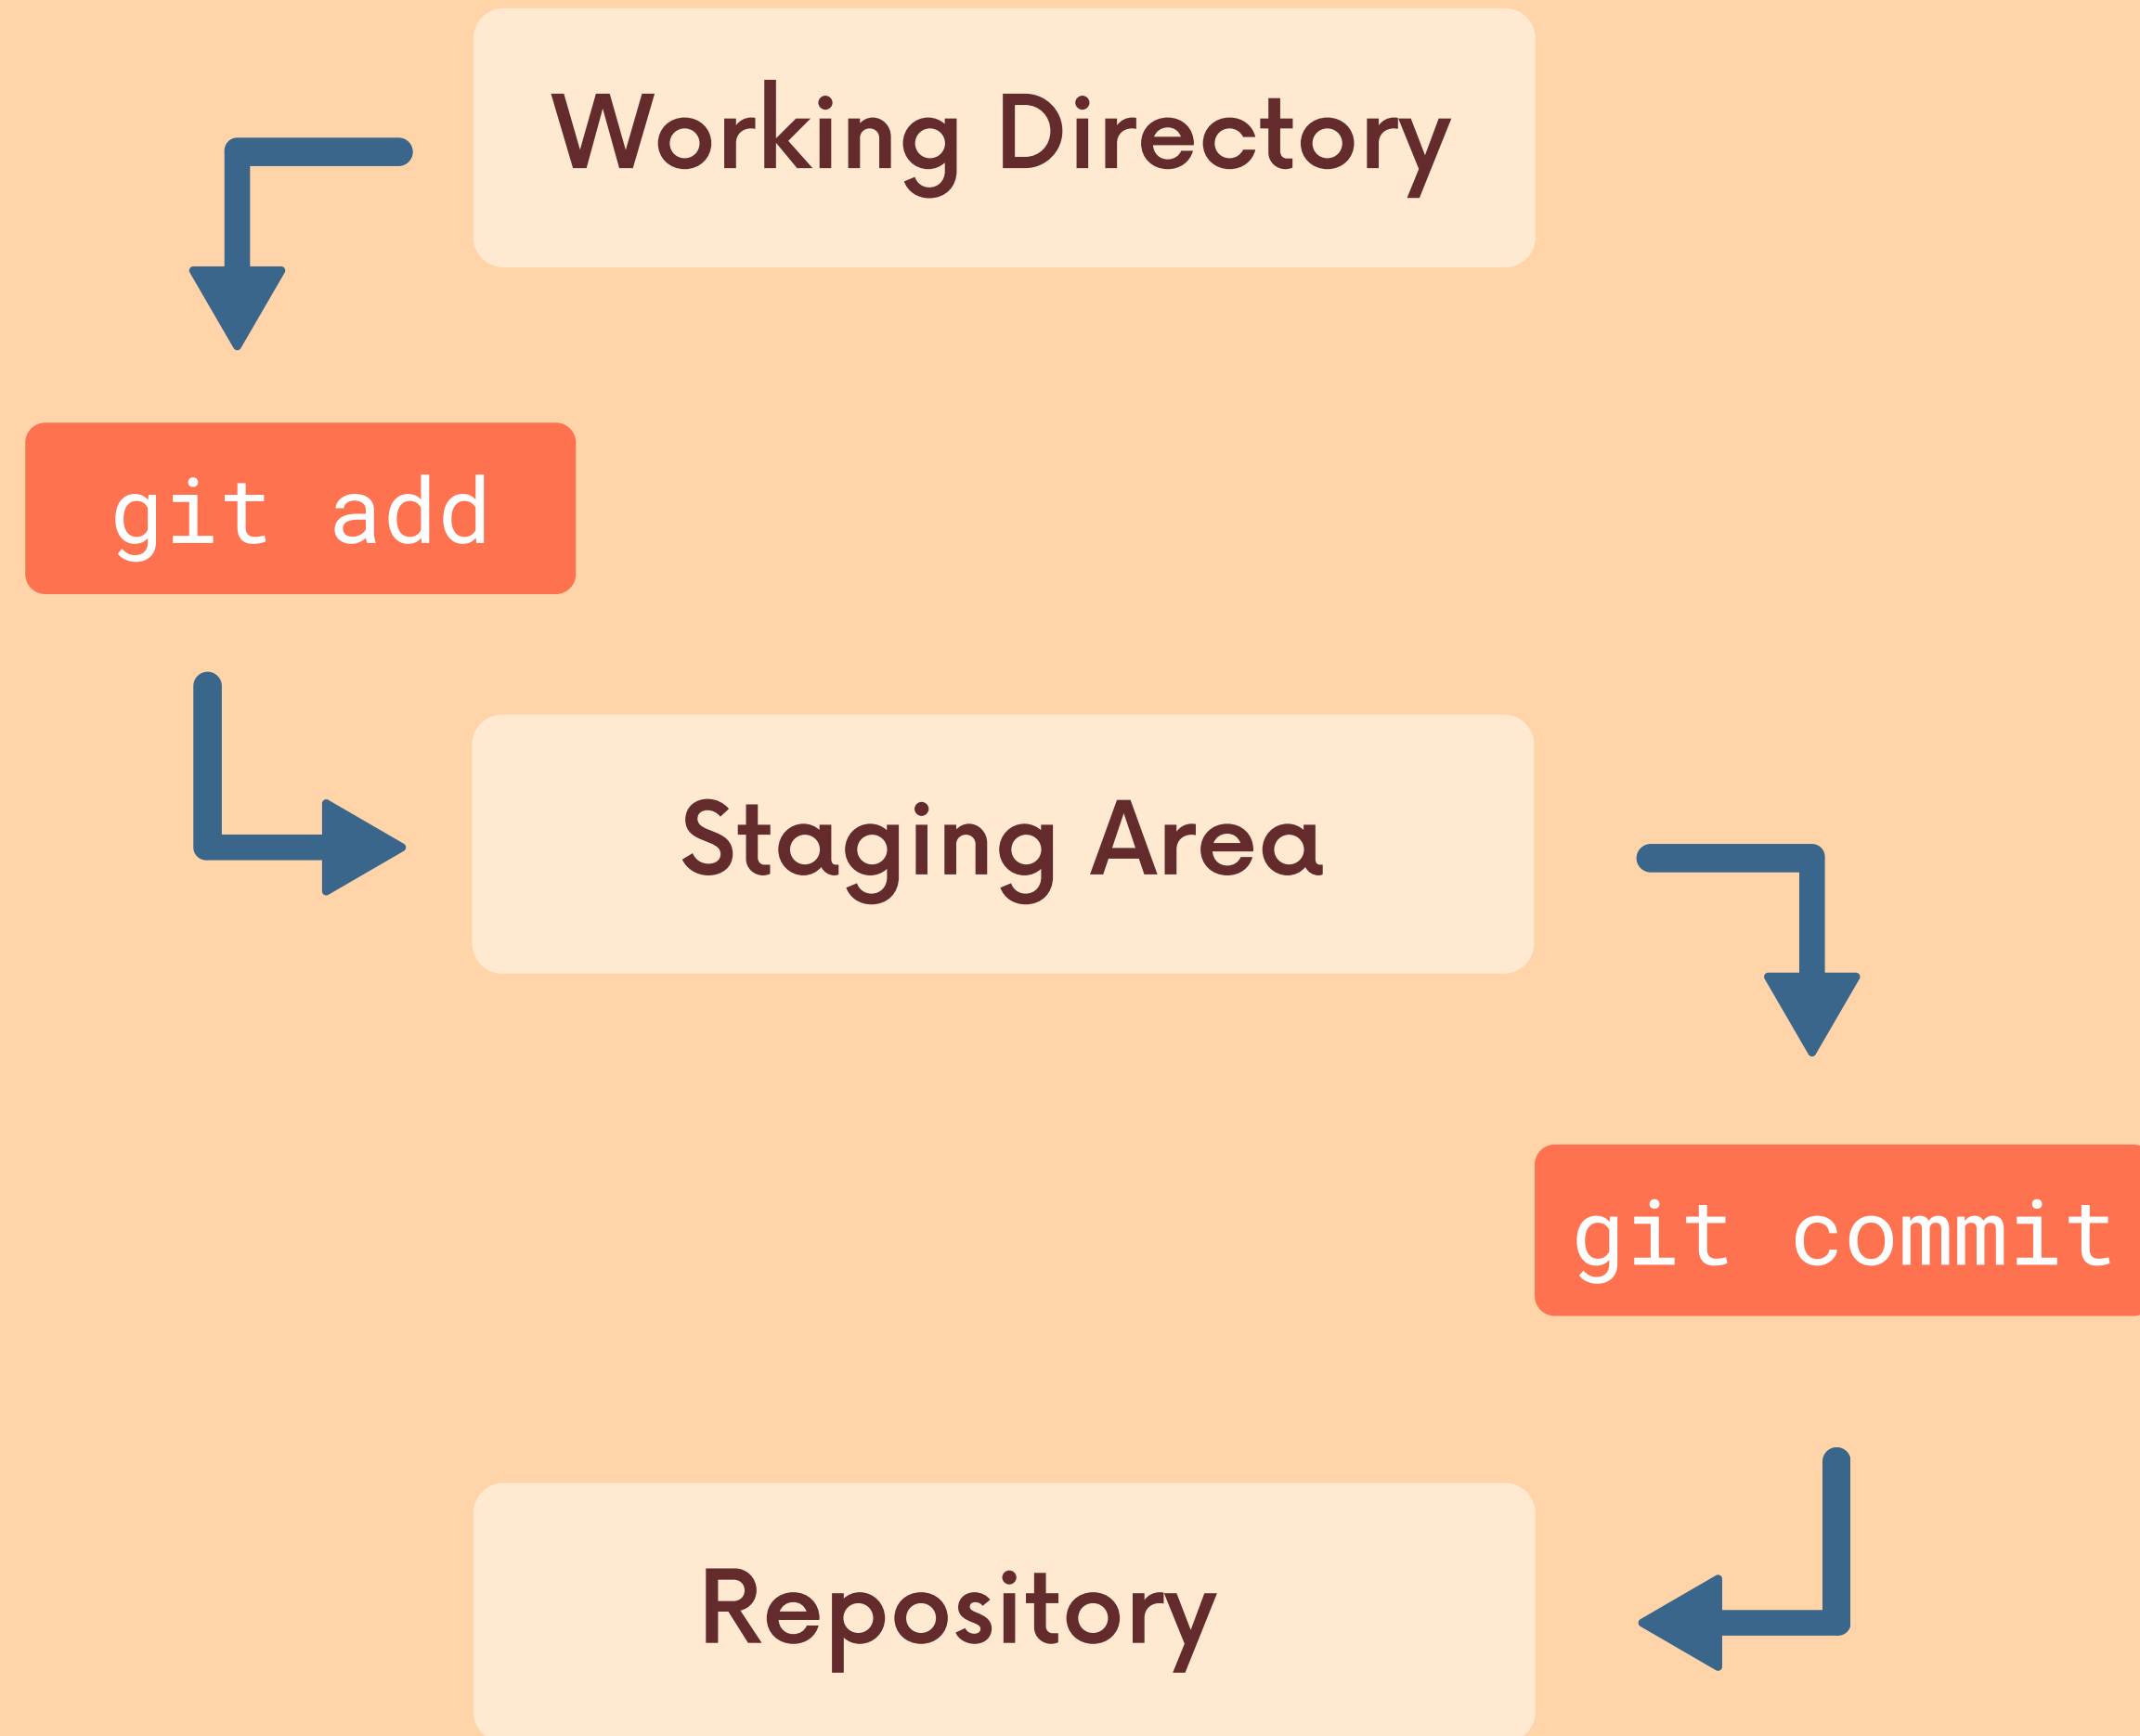 Working Directory
git add
Staging Area
git commit
Repository